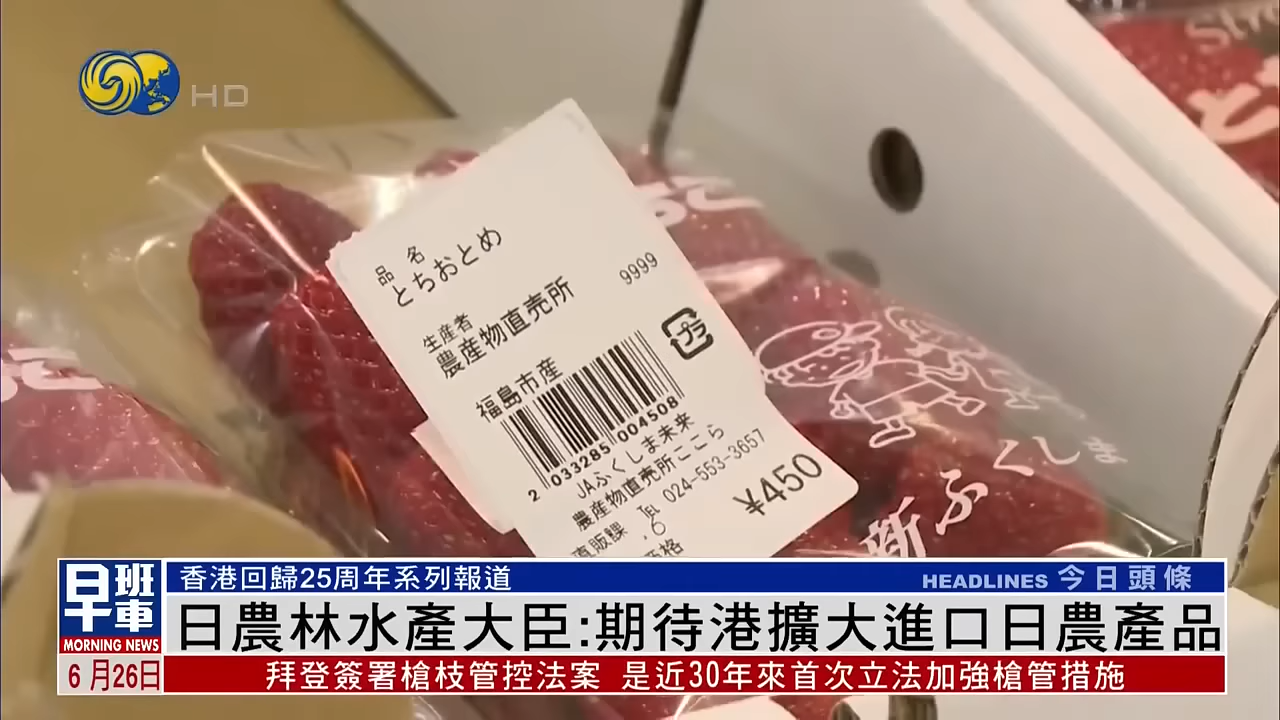 HD
品名
とちおとめ
9999
生産者
農産物直売所
福島市産
プラ
2 033285 004508
JAふくしま未来
農産物直売所ここら
直販課 TEL 024-553-3657
¥450
新ふくしま
早班車
MORNING NEWS
6月26日
香港回歸25周年系列報道
HEADLINES 今日頭條
日農林水產大臣:期待港擴大進口日農產品
拜登簽署槍枝管控法案 是近30年來首次立法加強槍管措施